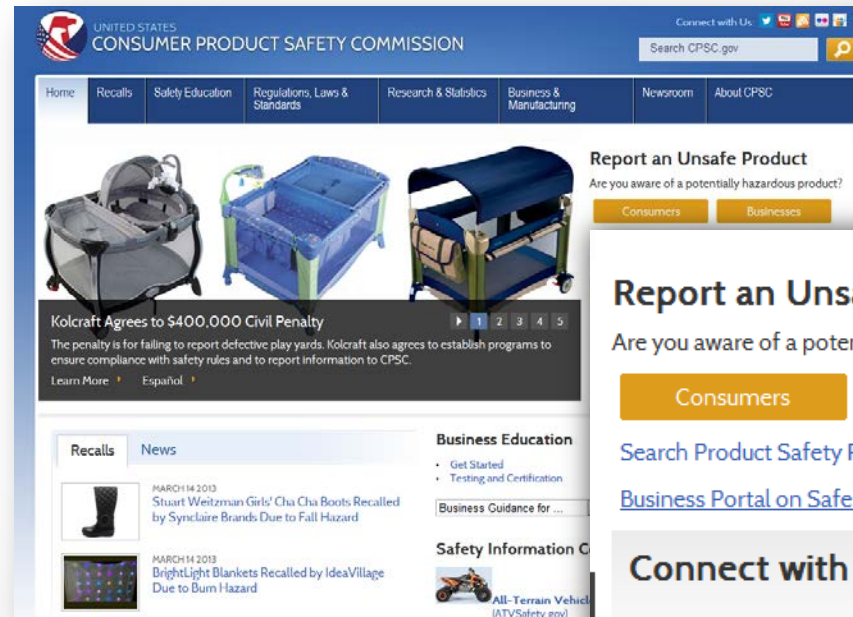 UNITED STATES
CONSUMER PRODUCT SAFETY COMMISSION
Connect with Us:
Search CPSC.gov
Home
Recalls
Safety Education
Regulations, Laws &
Standards
Research & Statistics
Business &
Manufacturing
Newsroom
About CPSC
Report an Unsafe Product
Are you aware of a potentially hazardous product?
Consumers
Businesses
Kolcraft Agrees to $400,000 Civil Penalty
1 2 3 4 5
The penalty is for failing to report defective play yards. Kolcraft also agrees to establish programs to
ensure compliance with safety rules and to report information to CPSC.
Learn More
Español
Report an Unsa
Are you aware of a poten
Consumers
Search Product Safety R
Business Portal on Safe
Connect with
Recalls
News
MARCH 14 2013
Stuart Weitzman Girls' Cha Cha Boots Recalled
by Synclaire Brands Due to Fall Hazard
MARCH 14 2013
BrightLight Blankets Recalled by IdeaVillage
Due to Burn Hazard
Business Education
Get Started
Testing and Certification
Business Guidance for ...
Safety Information C
All-Terrain Vehicl
(ATVSafety.gov)